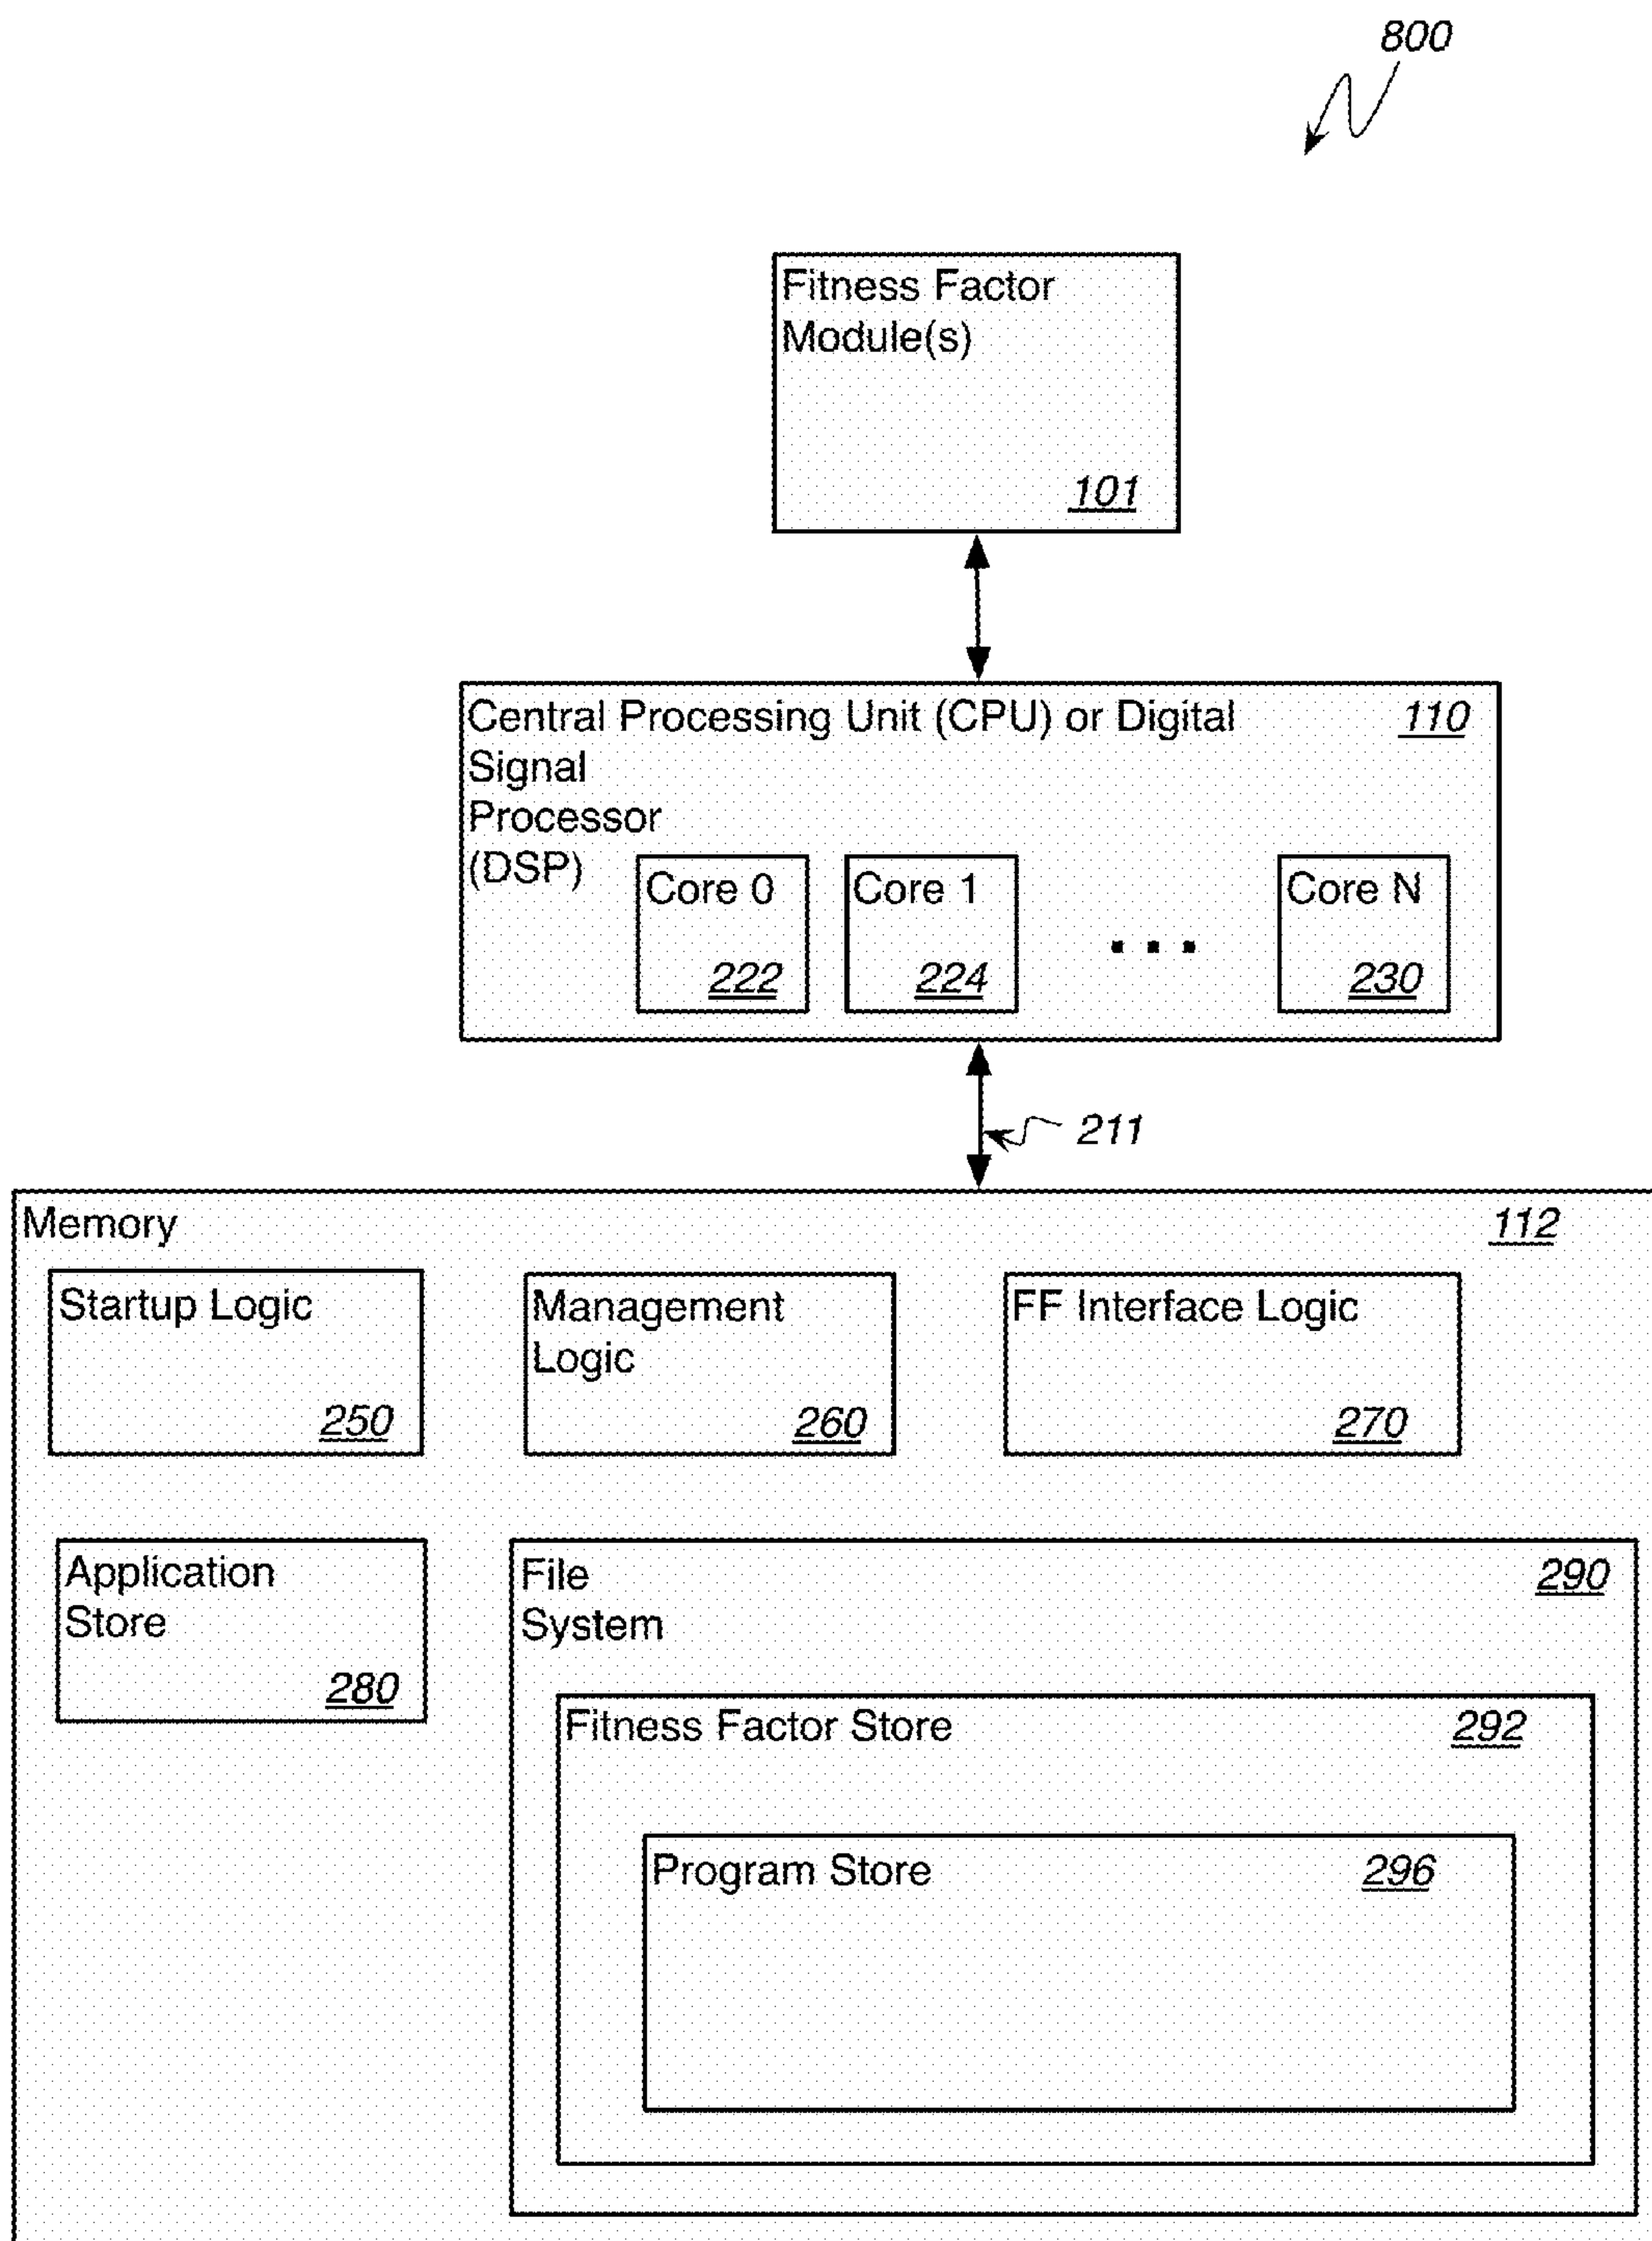 800
Fitness Factor
Module(s)
101
Central Processing Unit (CPU) or Digital
Signal
Processor
(DSP)
110
Core 0
222
Core 1
224
Core N
230
211
Memory
112
Startup Logic
250
Management
Logic
260
FF Interface Logic
270
Application
Store
280
File
System
290
Fitness Factor Store
292
Program Store
296